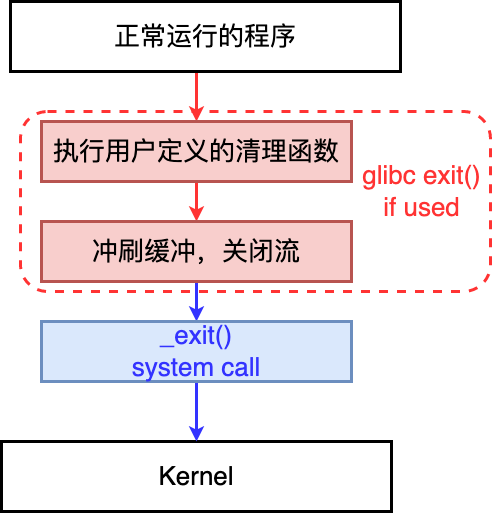 正常运行的程序
执行用户定义的清理函数
glibc exit()
if used
冲刷缓冲，关闭流
_exit()
system call
Kernel